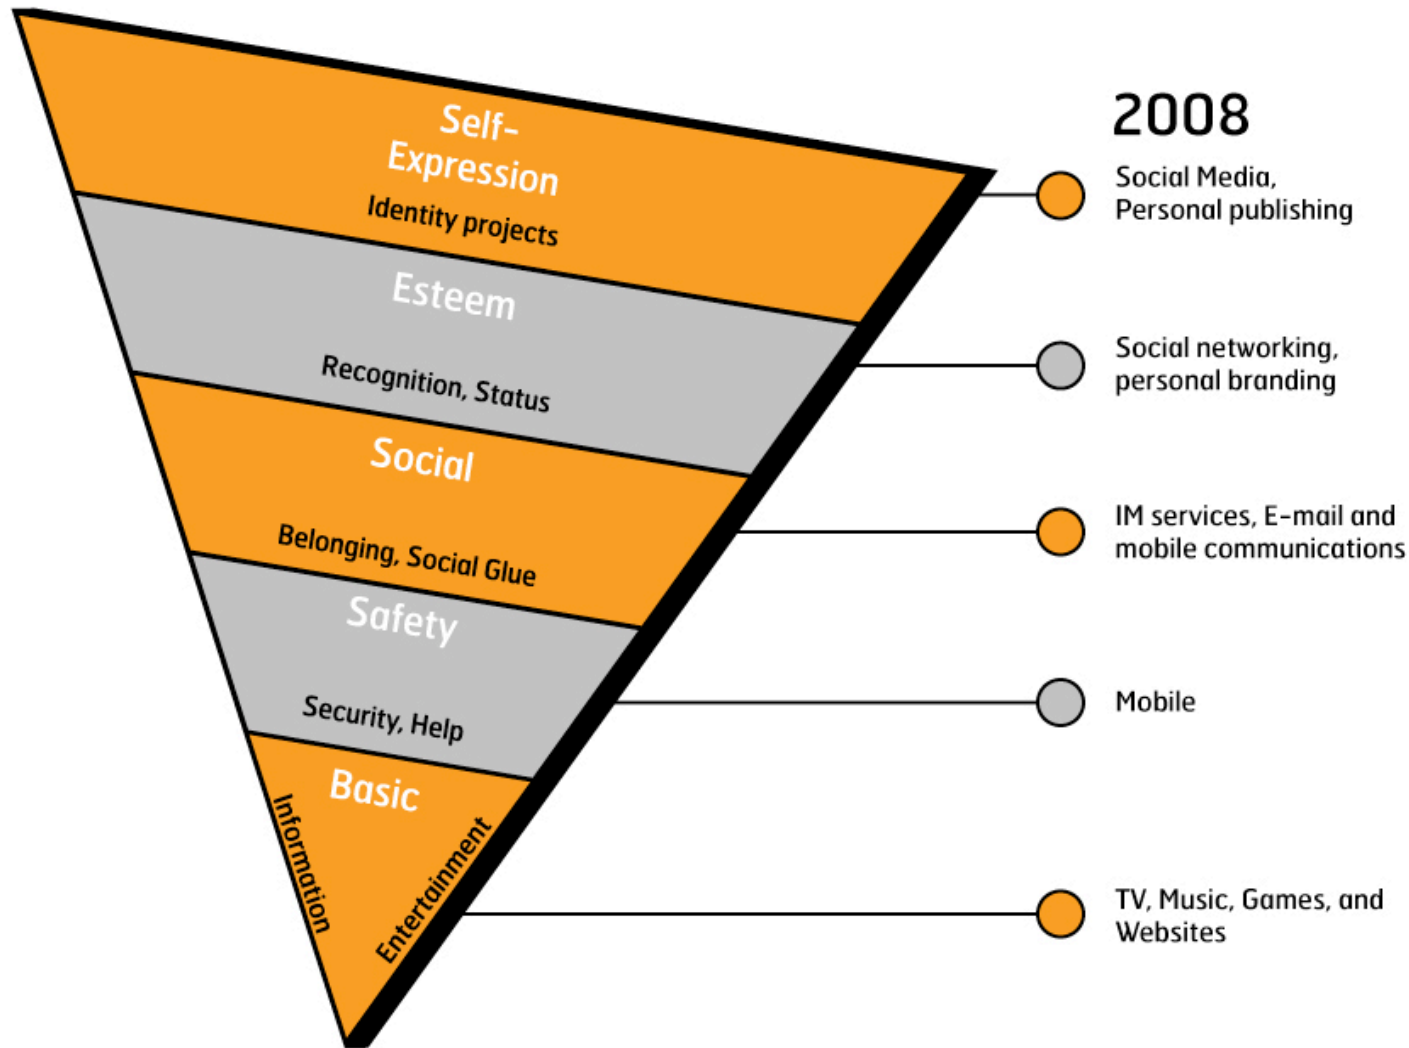 2008
Self-
Expression
Identity projects
Social Media,
Personal publishing
Esteem
Recognition, Status
Social networking,
personal branding
Social
Belonging, Social Glue
IM services, E-mail and
mobile communications
Safety
Security, Help
Mobile
Basic
Information
Entertainment
TV, Music, Games, and
Websites